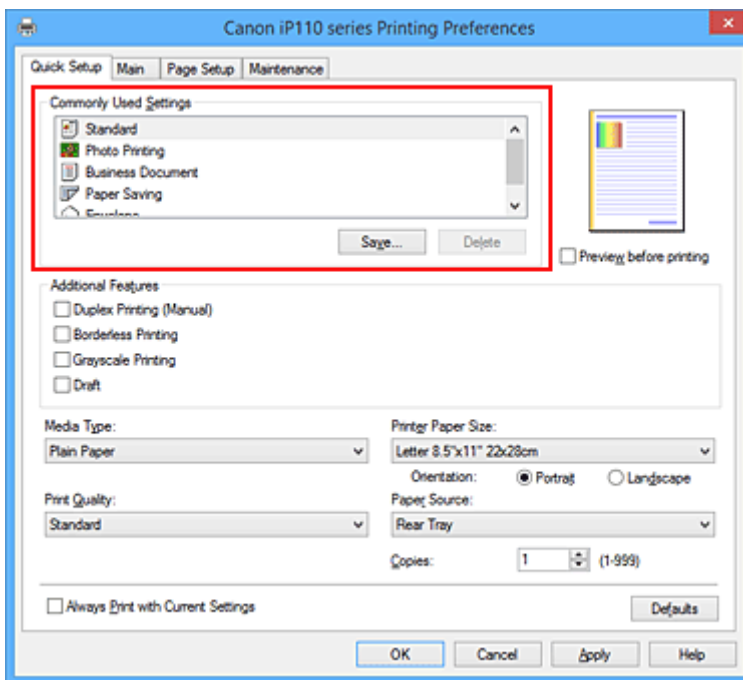 Canon iP110 series Printing Preferences
Quick Setup Main Page Setup Maintenance
Commonly Used Settings
Standard
Photo Printing
Business Document
Paper Saving
Envelope
Save... Delete
Preview before printing
Additional Features
Duplex Printing (Manual)
Borderless Printing
Grayscale Printing
Draft
Media Type: Printer Paper Size:
Plain Paper Letter 8.5"x11" 22x28cm
Orientation: Portrait Landscape
Print Quality: Paper Source:
Standard Rear Tray
Copies: 1 (1-999)
Always Print with Current Settings Defaults
OK Cancel Apply Help